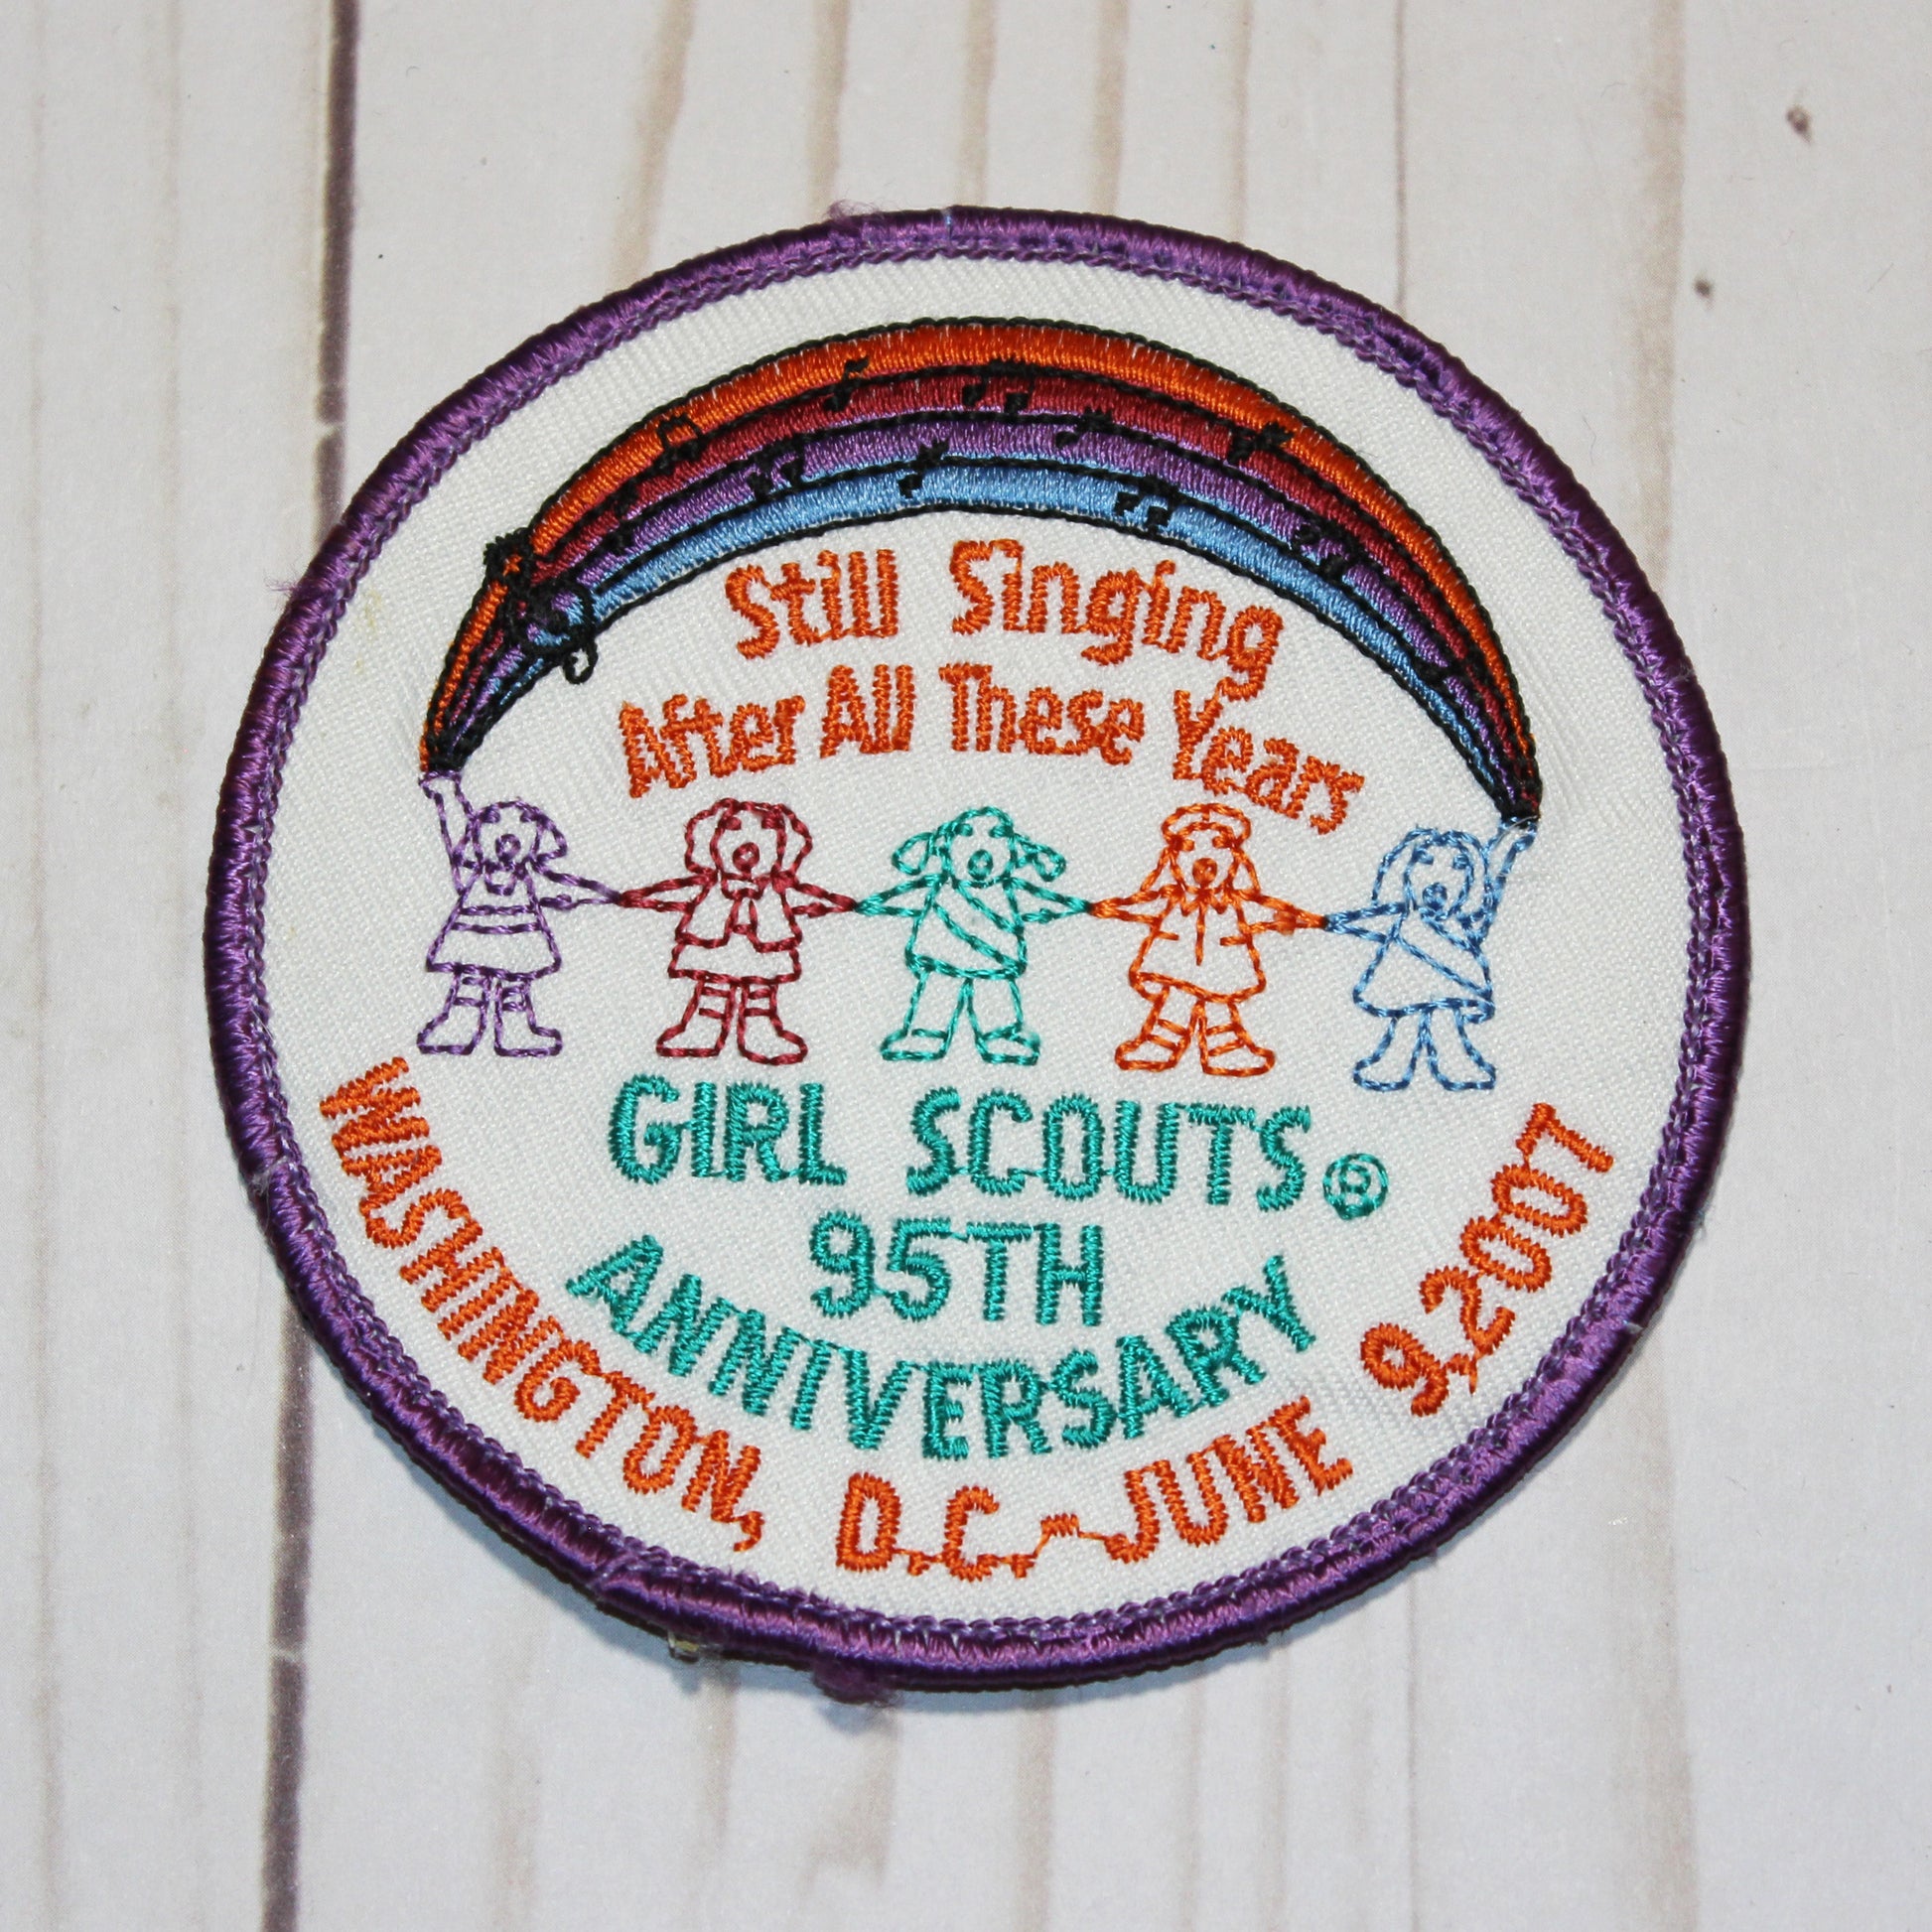 Still Singing
After All These Years
GIRL SCOUTS®
95TH
ANNIVERSARY
WASHINGTON, D.C.-JUNE 9,2007